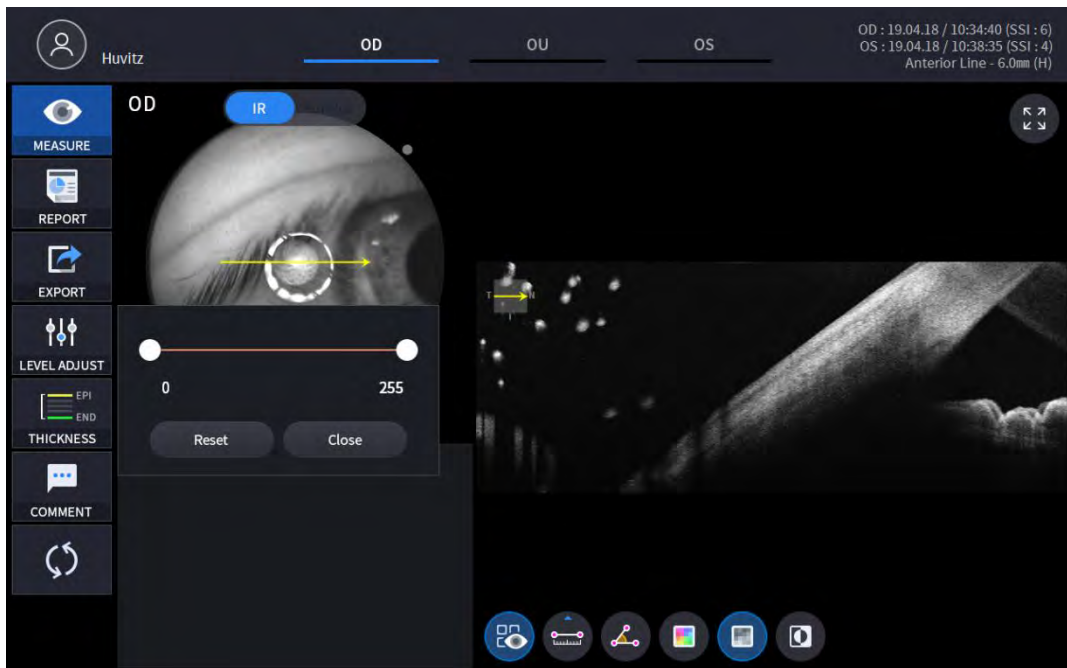 Huvitz
OD
OU
OS
OD : 19.04.18 / 10:34:40 (SSI : 6)
OS : 19.04.18 / 10:38:35 (SSI : 4)
Anterior Line - 6.0mm (H)
MEASURE
REPORT
EXPORT
LEVEL ADJUST
EPI
END
THICKNESS
COMMENT
OD
IR
0
255
Reset
Close
T
N
I